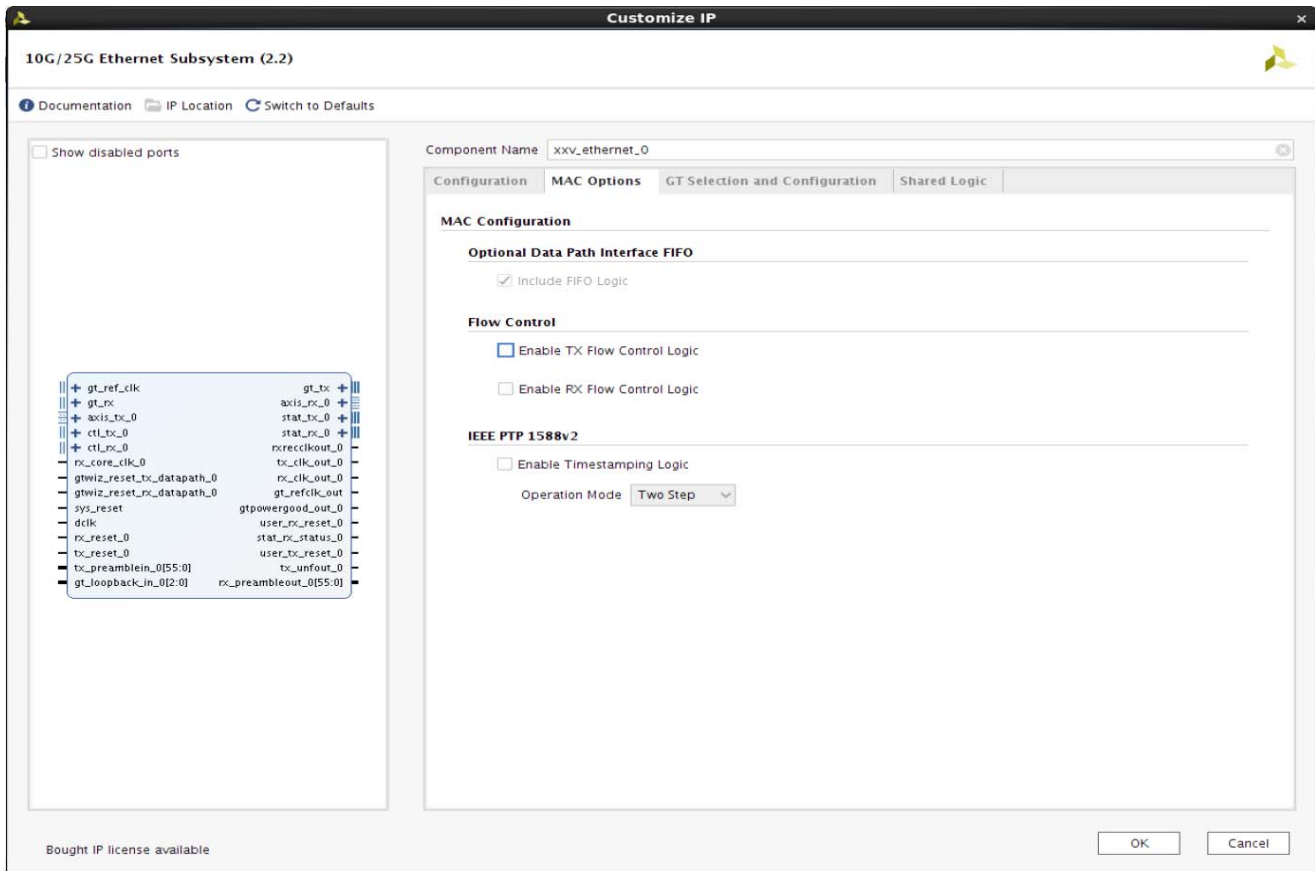 Customize IP
10G/25G Ethernet Subsystem (2.2)
Documentation IP Location Switch to Defaults
Show disabled ports
gt_ref_clk
gt_rx
axis_tx_0
ctl_tx_0
ctl_rx_0
rx_core_clk_0
gtwiz_reset_tx_datapath_0
gtwiz_reset_rx_datapath_0
sys_reset
dclk
rx_reset_0
tx_reset_0
tx_preamblein_0[55:0]
gt_loopback_in_0[2:0]
gt_tx
axis_rx_0
stat_tx_0
stat_rx_0
rxrecclkout_0
tx_clk_out_0
rx_clk_out_0
gt_refclk_out
gtpowergood_out_0
user_rx_reset_0
stat_rx_status_0
user_tx_reset_0
tx_unfout_0
rx_preambleout_0[55:0]
Component Name xxv_ethernet_0
Configuration MAC Options GT Selection and Configuration Shared Logic
MAC Configuration
Optional Data Path Interface FIFO
Include FIFO Logic
Flow Control
Enable TX Flow Control Logic
Enable RX Flow Control Logic
IEEE PTP 1588v2
Enable Timestamping Logic
Operation Mode Two Step
Bought IP license available
OK Cancel